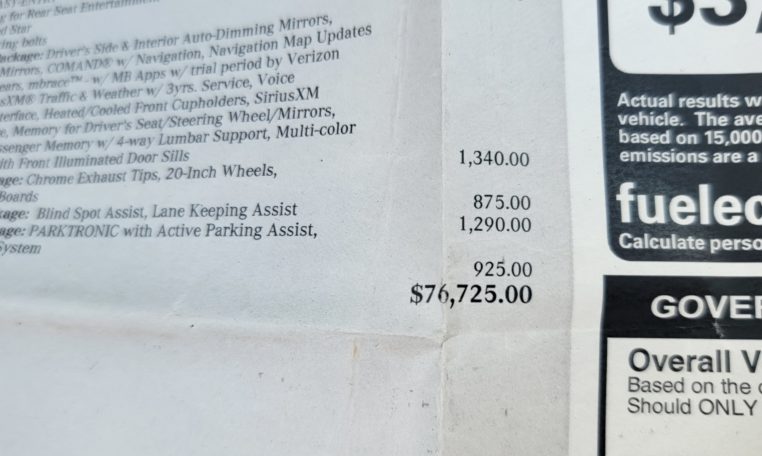 for Rear Seat Entertainment
d Star
cing bolts
ackage: Driver's Side & Interior Auto-Dimming Mirrors,
Mirrors, COMAND® w/ Navigation, Navigation Map Updates
ears, mbrace™ - w/ MB Apps w/ trial period by Verizon
sXM® Traffic & Weather w/ 3yrs. Service, Voice
terface, Heated/Cooled Front Cupholders, SiriusXM
e, Memory for Driver's Seat/Steering Wheel/Mirrors,
ssenger Memory w/ 4-way Lumbar Support, Multi-color
ith Front Illuminated Door Sills
1,340.00
age: Chrome Exhaust Tips, 20-Inch Wheels,
Boards
875.00
kage: Blind Spot Assist, Lane Keeping Assist
1,290.00
age: PARKTRONIC with Active Parking Assist,
System
925.00
$76,725.00
Actual results w
vehicle. The ave
based on 15,000
emissions are a
fuelec
Calculate perso
GOVE
Overall V
Based on the
Should ONLY